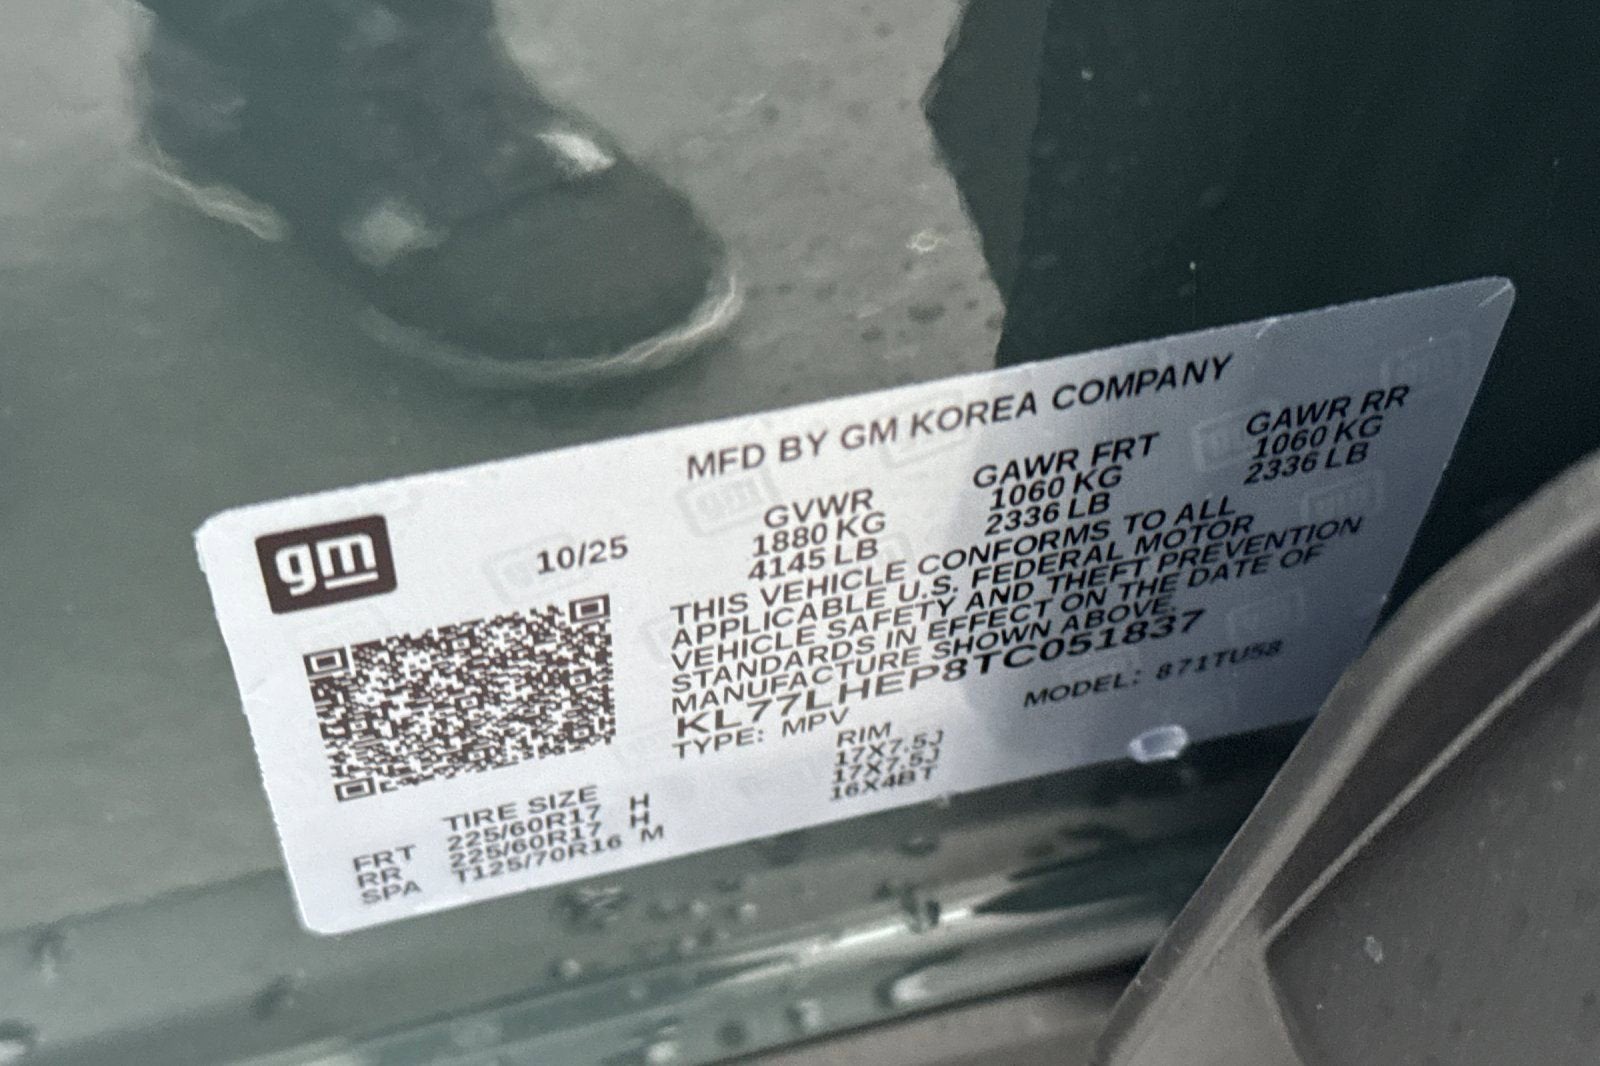 MFD BY GM KOREA COMPANY
gm
10/25
GVWR GAWR FRT GAWR RR
1880 KG 1060 KG 1060 KG
4145 LB 2336 LB 2336 LB
THIS VEHICLE CONFORMS TO ALL
APPLICABLE U.S. FEDERAL MOTOR
VEHICLE SAFETY AND THEFT PREVENTION
STANDARDS IN EFFECT ON THE DATE OF
MANUFACTURE SHOWN ABOVE.
KL77LHEP8TC051837
TYPE: MPV MODEL: 871TU58
TIRE SIZE RIM
FRT 225/60R17 H 17X7.5J
RR 225/60R17 H 17X7.5J
SPA T125/70R16 M 16X4BT